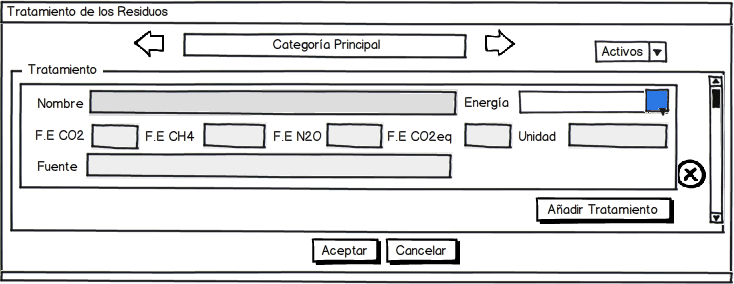 Tratamiento de los Residuos
Categoría Principal
Activos
Tratamiento
Nombre Energía
F.E CO2 F.E CH4 F.E N2O F.E CO2eq Unidad
Fuente
Añadir Tratamiento
Aceptar Cancelar